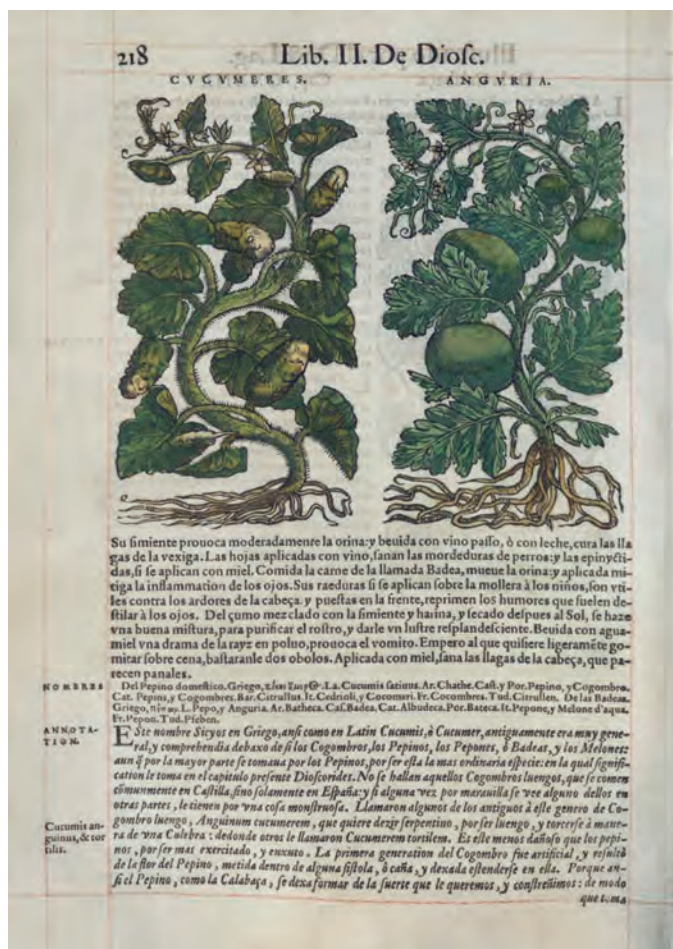 218 Lib. II. De Diosc.
CVCVMERES. ANGVRIA.
Su simiente prouoca moderadamente la orina: y beuida con vino passo, ò con leche, cura las lla
gas de la vexiga. Las hojas aplicadas con vino, sanan las mordeduras de perros: y las epinycti-
das, si se aplican con miel. Comida la carne de la llamada Badea, mueue la orina: y aplicada mi-
tiga la inflammation de los ojos. Sus raeduras si se aplican sobre la mollera à los niños, son vti-
les contra los ardores de la cabeça. y puestas en la frente, reprimen los humores que suelen de-
stilar à los ojos. Del çumo mezclado con la simiente y harina, y secado despues al Sol, se haze
vna buena mistura, para purificar el rostro, y darle vn lustre resplandesciente. Beuida con agua-
miel vna drama de la rayz en poluo, prouoca el vomito. Empero al que quisiere ligeramẽte go-
mitar sobre cena, bastaranle dos obolos. Aplicada con miel, sana las llagas de la cabeça, que pa-
recen panales.
NOMBRES Del Pepino domestico. Griego, La. Cucumis satiuus. Ar. Chathe. Cast. y Por. Pepino, y Cogombro.
Cat. Pepins, y Cogombres. Bar. Citrullus. It. Cedrioli, y Cocomeri. Fr. Cocombres. Tud. Citrullen. De las Badeas.
Griego, L. Pepo, y Anguria. Ar. Batheca. Cas. Badea. Cat. Albudeca. Por. Bateca. It. Pepone, y Melone d'aqua.
Fr. Pepon. Tud. Pfeben.
ANNOTA-
TION.
Este nombre Sicyos en Griego, ansi como en Latin Cucumis, ò Cucumer, antiguamente era muy gene-
ral, y comprehendia debaxo de si los Cogombros, los Pepinos, los Pepones, ò Badeas, y los Melones:
aun q̃ por la mayor parte se tomaua por los Pepinos, por ser esta la mas ordinaria especie: en la qual signifi-
cation le toma en el capitulo presente Dioscorides. No se hallan aquellos Cogombros luengos, que se comen
cõmunmente en Castilla, sino solamente en España: y si alguna vez por marauilla se vee alguno dellos en
otras partes, le tienen por vna cosa monstruosa. Llamaron algunos de los antiguos à este genero de Co-
gombro luengo, Anguinum cucumerem, que quiere dezir serpentino, por ser luengo, y torcerse à mane-
ra de vna Culebra: dedonde otros le llamaron Cucumerem tortilem. Es este menos dañoso que los pepi-
nos, por ser mas exercitado, y enxuto. La primera generation del Cogombro fue artificial, y resultò
de la flor del Pepino, metida dentro de alguna fistola, ò caña, y dexada estenderse en ella. Porque an-
si el Pepino, como la Calabaça, se dexa formar de la suerte que le queremos, y constreñimos: de modo
Cucumis an-
guinus, & tor
tilis.